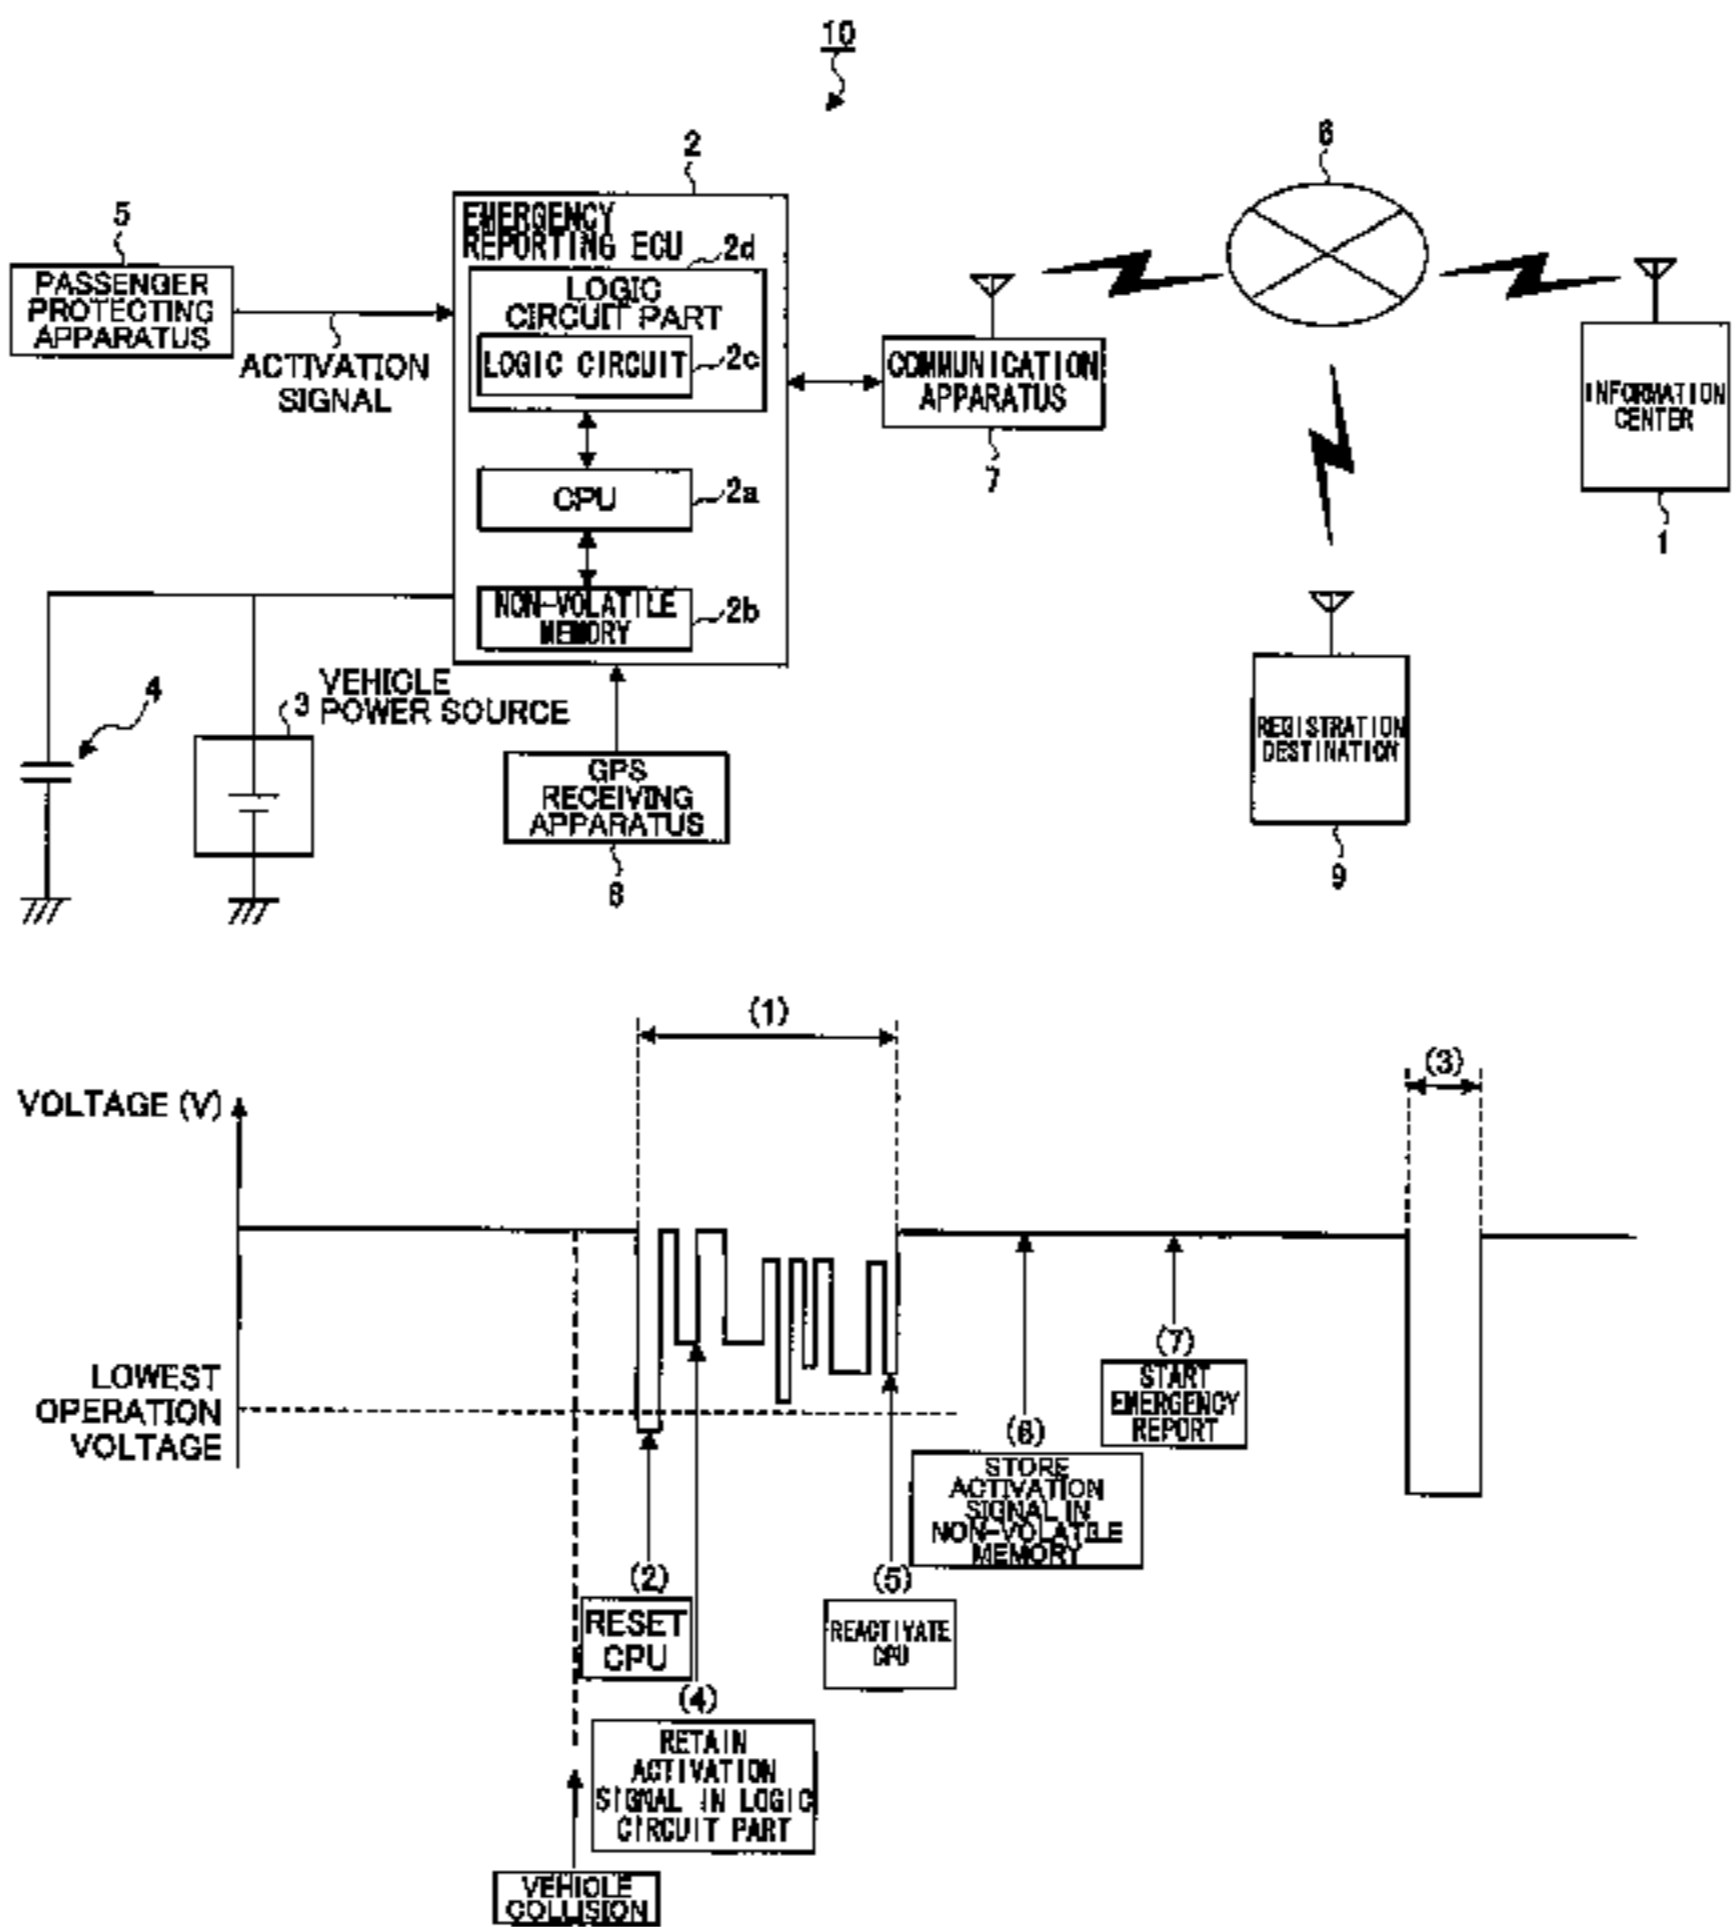 10
2
EMERGENCY
REPORTING ECU
2d
LOGIC
CIRCUIT PART
LOGIC CIRCUIT
2c
CPU
2a
NON-VOLATILE
MEMORY
2b
5
PASSENGER
PROTECTING
APPARATUS
ACTIVATION
SIGNAL
COMMUNICATION
APPARATUS
7
6
INFORMATION
CENTER
1
REGISTRATION
DESTINATION
9
4
3
VEHICLE
POWER SOURCE
GPS
RECEIVING
APPARATUS
8
(1)
(3)
VOLTAGE (V)
LOWEST
OPERATION
VOLTAGE
(7)
START
EMERGENCY
REPORT
(6)
STORE
ACTIVATION
SIGNAL IN
NON-VOLATILE
MEMORY
(2)
RESET
CPU
(5)
REACTIVATE
CPU
(4)
RETAIN
ACTIVATION
SIGNAL IN LOGIC
CIRCUIT PART
VEHICLE
COLLISION